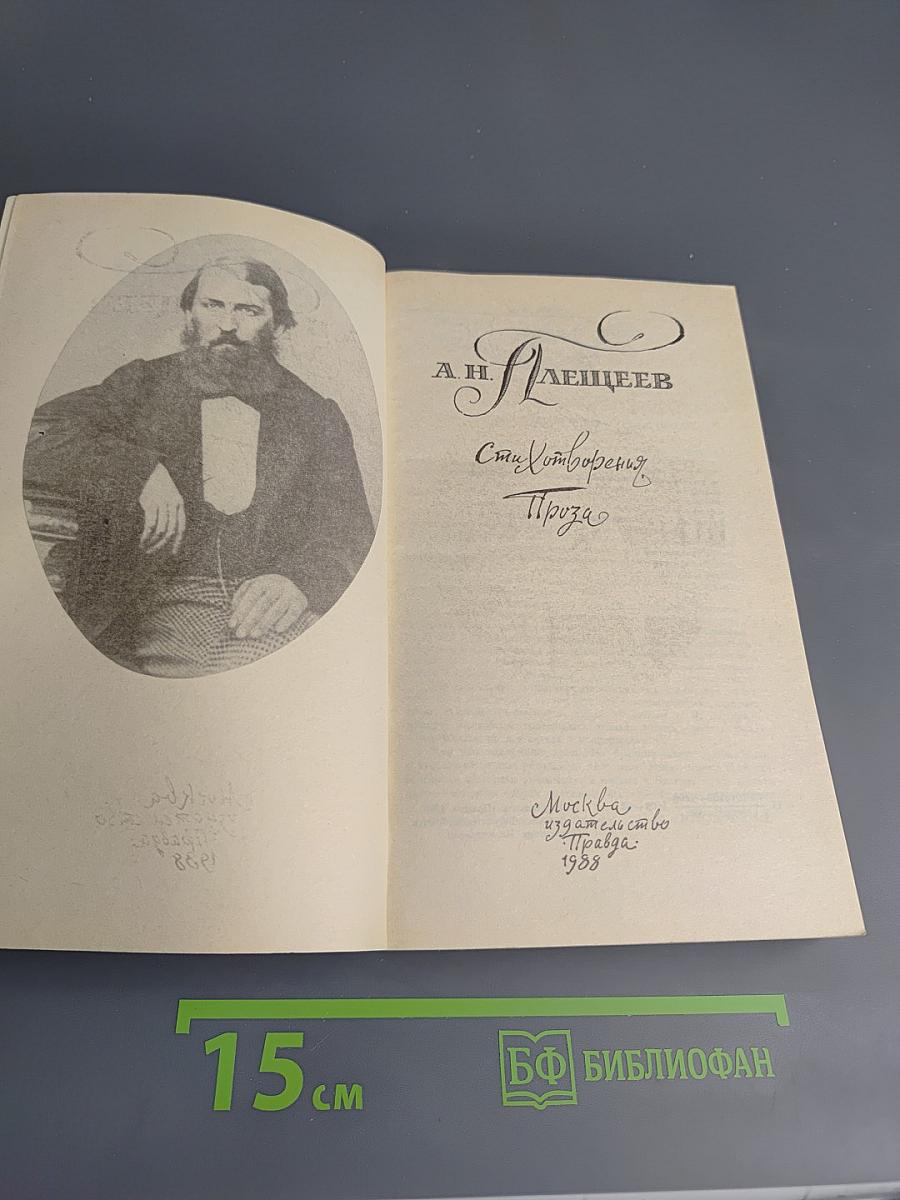 А. Н. ПЛЕЩЕЕВ
Стихотворения
Проза
Москва
издательство
·Правда·
1988
15 см
БФ БИБЛИОФАН